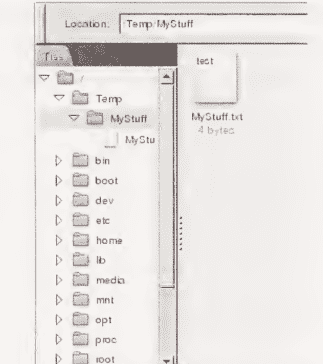 Location: Temp/MyStuff
/
Temp
MyStuff
MyStu
bin
boot
dev
etc
home
lib
media
mnt
opt
proc
root
test
MyStuff.txt
4 bytes